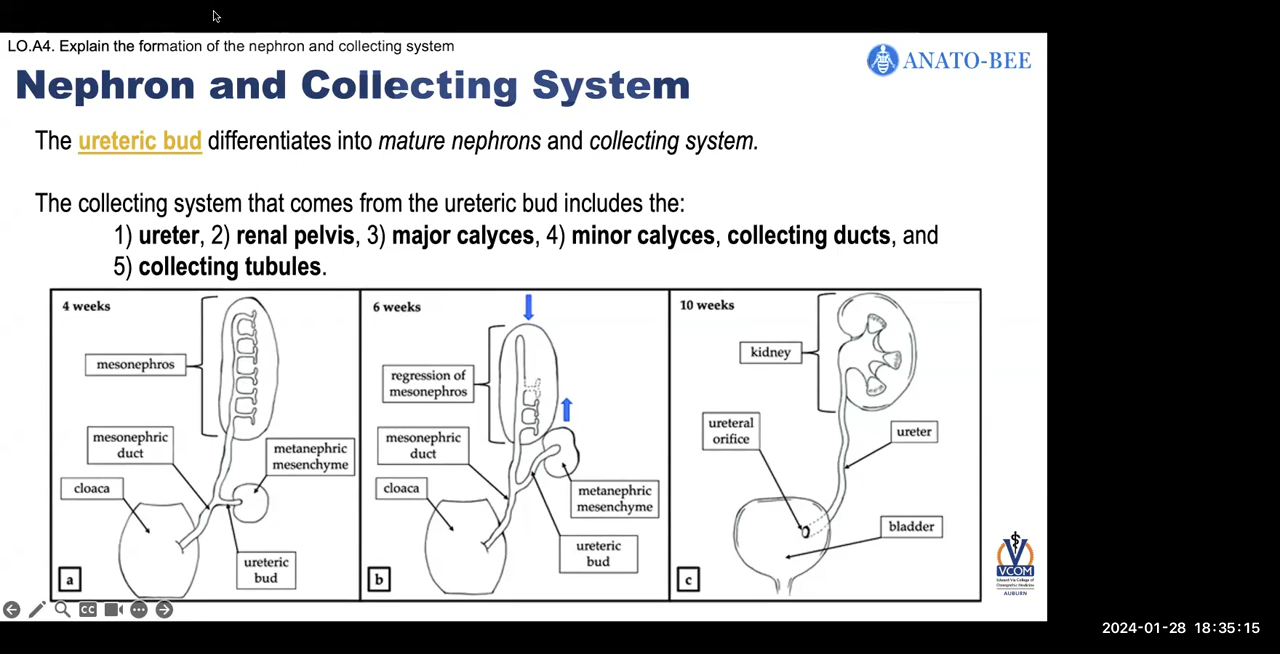 LO.A4. Explain the formation of the nephron and collecting system
ANATO-BEE
Nephron and Collecting System
The ureteric bud differentiates into mature nephrons and collecting system.
The collecting system that comes from the ureteric bud includes the:
1) ureter, 2) renal pelvis, 3) major calyces, 4) minor calyces, collecting ducts, and
5) collecting tubules.
4 weeks
mesonephros
mesonephric
duct
metanephric
mesenchyme
cloaca
ureteric
bud
a
6 weeks
regression of
mesonephros
mesonephric
duct
cloaca
metanephric
mesenchyme
ureteric
bud
b
10 weeks
kidney
ureteral
orifice
ureter
bladder
c
VCOM
Edward Via College of
Osteopathic Medicine
AUBURN
CC
2024-01-28 18:35:15